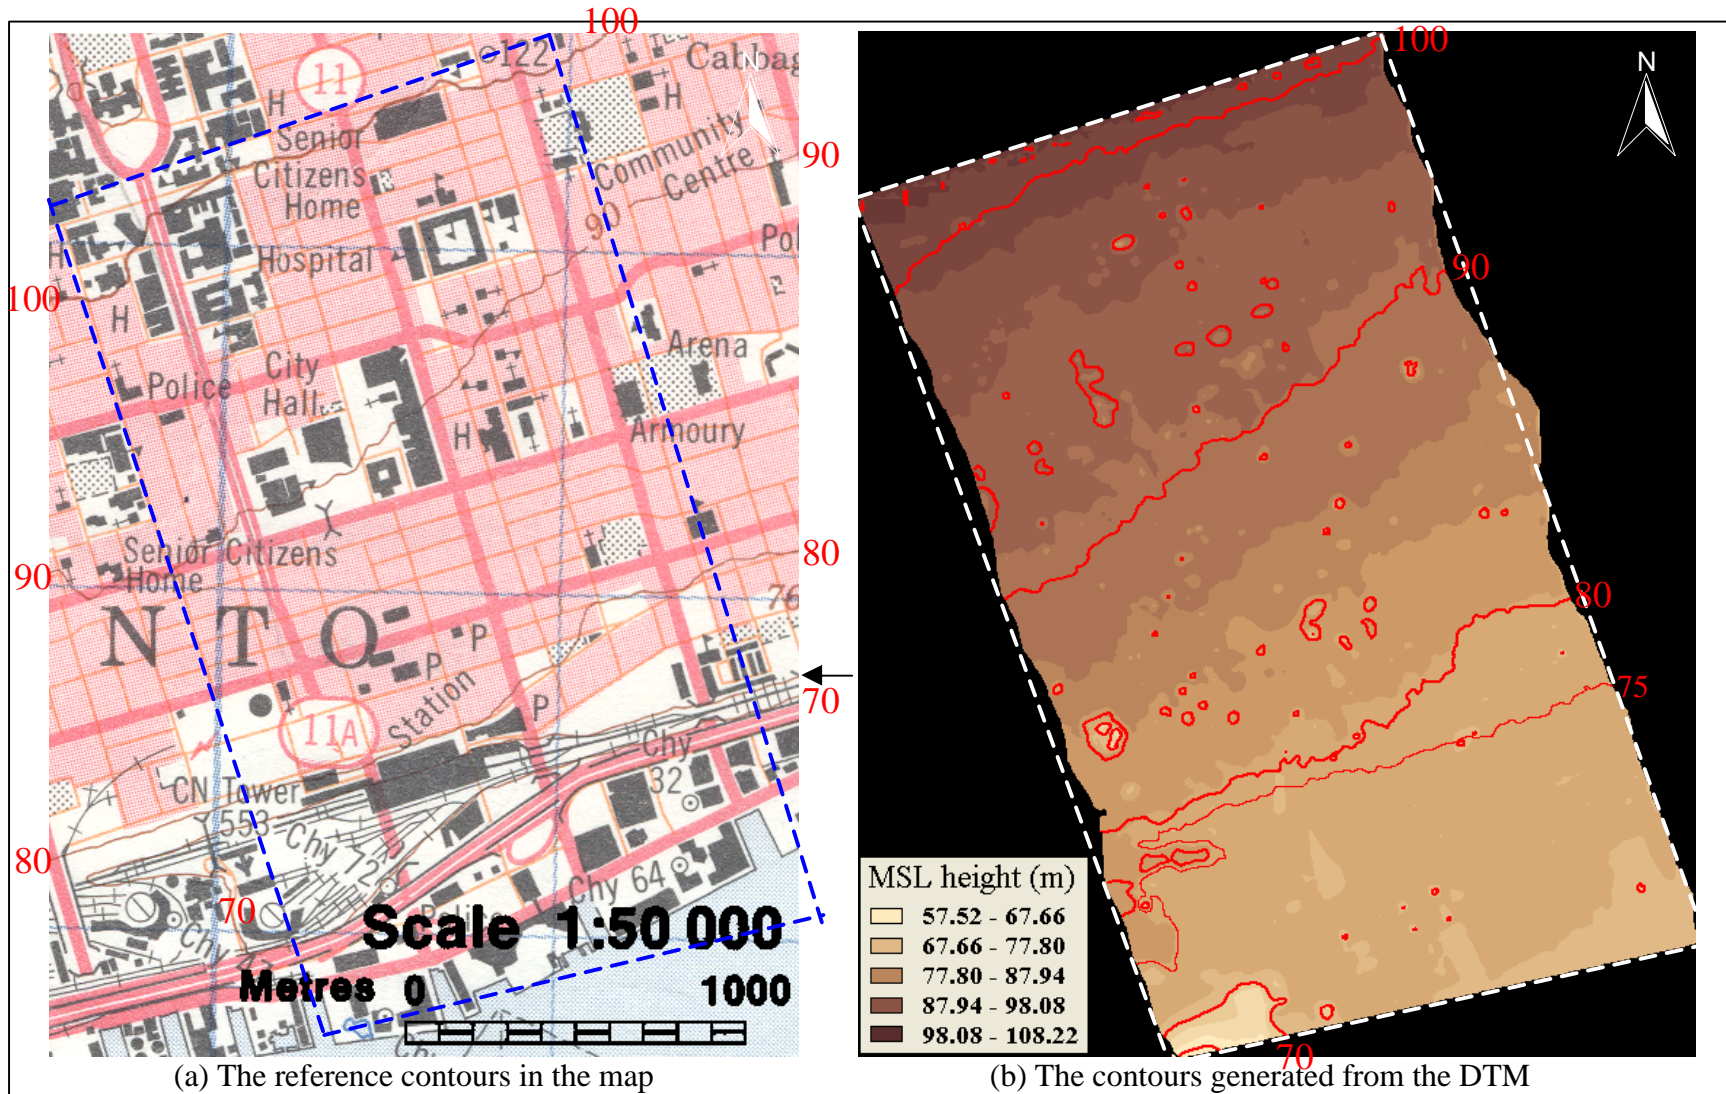 100
122
Cabbag
N
11
H
H
Senior
Citizens
Home
Community
Centre
90
90
H
Hospital
Pol
100
H
Arena
City
Hall
Police
H
Armoury
Senior Citizens
Home
90
80
76
N T O
P
P
70
Station
P
11A
Chy
32
CN Tower
553
Chy 72
80
Chy 64
70
Police
Scale 1:50 000
Chy
Metres 0 1000
Chy
(a) The reference contours in the map
100
N
90
80
75
MSL height (m)
57.52 - 67.66
67.66 - 77.80
77.80 - 87.94
87.94 - 98.08
98.08 - 108.22
70
(b) The contours generated from the DTM